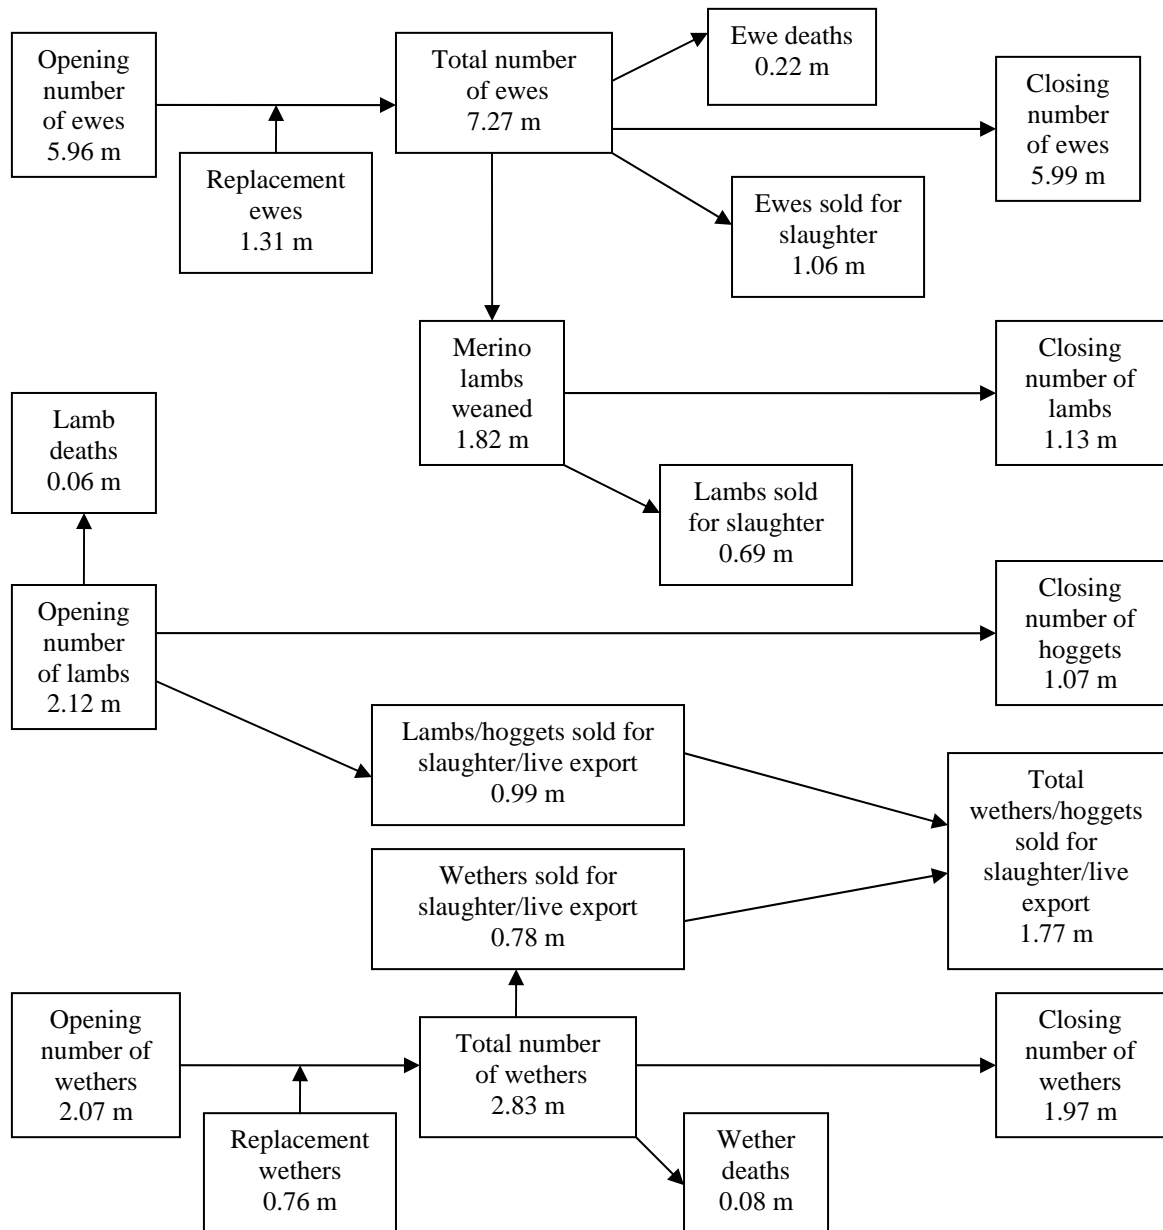 Opening
number
of ewes
5.96 m
Total number
of ewes
7.27 m
Ewe deaths
0.22 m
Closing
number
of ewes
5.99 m
Replacement
ewes
1.31 m
Ewes sold for
slaughter
1.06 m
Merino
lambs
weaned
1.82 m
Closing
number of
lambs
1.13 m
Lamb
deaths
0.06 m
Lambs sold
for slaughter
0.69 m
Opening
number
of lambs
2.12 m
Closing
number of
hoggets
1.07 m
Lambs/hoggets sold for
slaughter/live export
0.99 m
Total
wethers/hoggets
sold for
slaughter/live
export
1.77 m
Wethers sold for
slaughter/live export
0.78 m
Opening
number of
wethers
2.07 m
Total number
of wethers
2.83 m
Closing
number of
wethers
1.97 m
Replacement
wethers
0.76 m
Wether
deaths
0.08 m